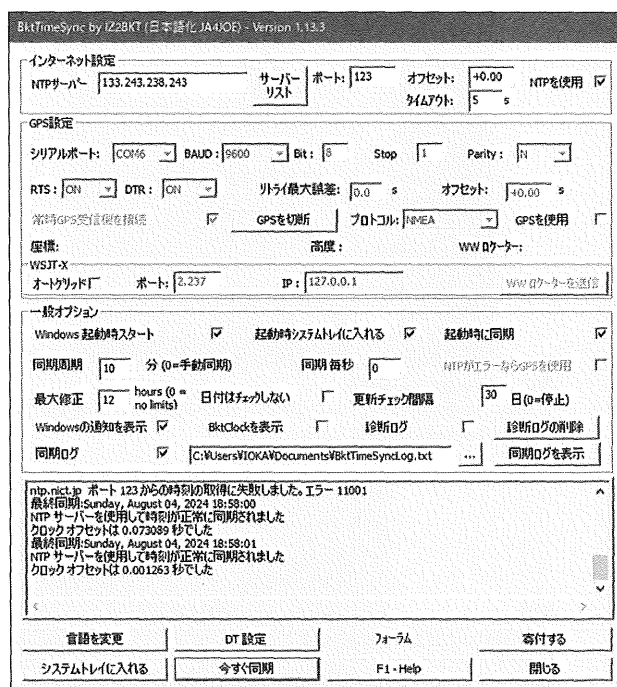 BktTimeSync by IZ2BKT (日本語化 JA4JOE) - Version 1.13.3
インターネット設定
NTPサーバー 133.243.238.243 サーバーリスト ポート: 123 オフセット: +0.00 NTPを使用
タイムアウト: 5 s
GPS設定
シリアルポート: COM6 BAUD: 9600 Bit: 8 Stop 1 Parity: N
RTS: ON DTR: ON リトライ最大誤差: 0.0 s オフセット: +0.00 s
常時GPS受信機を接続 GPSを切断 プロトコル: NMEA GPSを使用
座標: 高度: WW ロケーター:
WSJT-X
オートグリッド ポート: 2.237 IP: 127.0.0.1 WW ロケーターを送信
一般オプション
Windows 起動時スタート 起動時システムトレイに入れる 起動時に同期
同期周期 10 分 (0=手動同期) 同期 毎秒 0 NTPがエラーならGPSを使用
最大修正 12 hours (0 = no limits) 日付はチェックしない 更新チェック間隔 30 日(0=停止)
Windowsの通知を表示 BktClockを表示 診断ログ 診断ログの削除
同期ログ C:¥Users¥IOKA¥Documents¥BktTimeSyncLog.txt ... 同期ログを表示
ntp.nict.jp ポート 123 からの時刻の取得に失敗しました。エラー 11001
最終同期:Sunday, August 04, 2024 18:58:00
NTP サーバーを使用して時刻が正常に同期されました
クロック オフセットは 0.073089 秒でした
最終同期:Sunday, August 04, 2024 18:58:01
NTP サーバーを使用して時刻が正常に同期されました
クロック オフセットは 0.001263 秒でした
言語を変更 DT 設定 フォーラム 寄付する
システムトレイに入れる 今すぐ同期 F1 - Help 閉じる